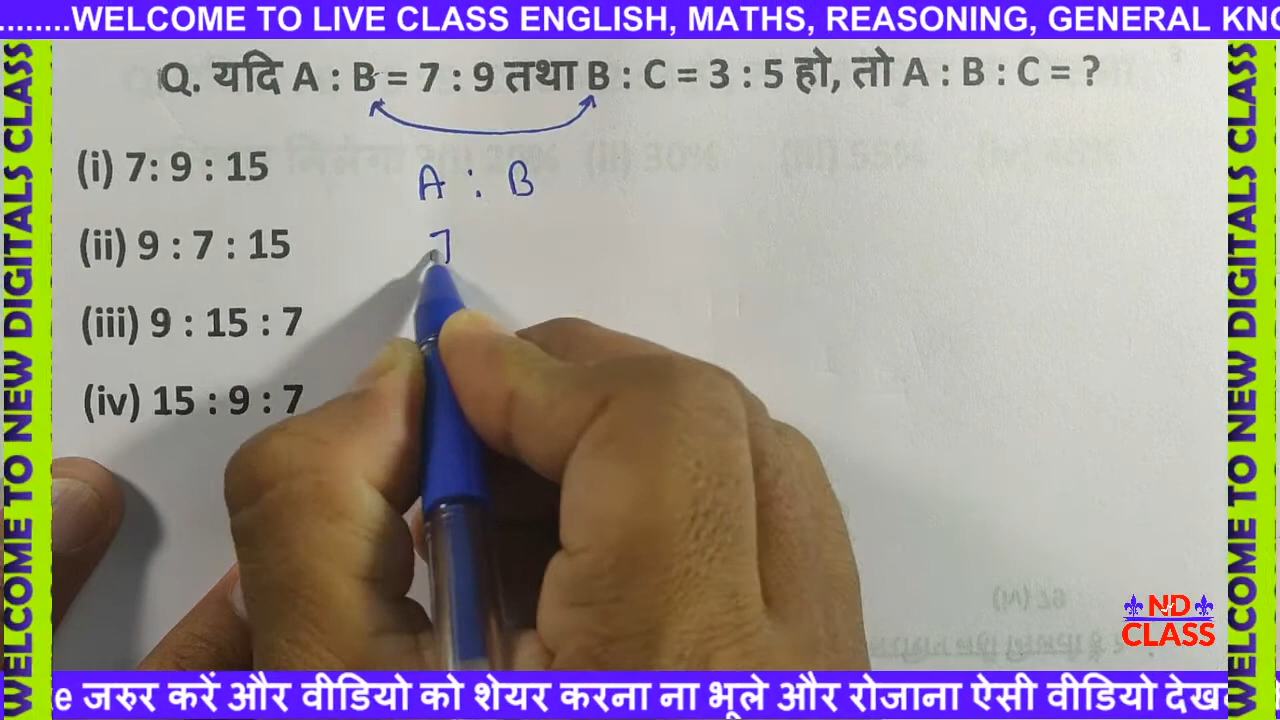 ........WELCOME TO LIVE CLASS ENGLISH, MATHS, REASONING, GENERAL KNO
WELCOME TO NEW DIGITALS CLASS
Q. यदि A : B = 7 : 9 तथा B : C = 3 : 5 हो, तो A : B : C = ?
(i) 7: 9 : 15
A : B
(ii) 9 : 7 : 15
7
(iii) 9 : 15 : 7
(iv) 15 : 9 : 7
WELCOME TO NEW DIGITALS CLASS
ND
CLASS
e जरुर करें और वीडियो को शेयर करना ना भूले और रोजाना ऐसी वीडियो